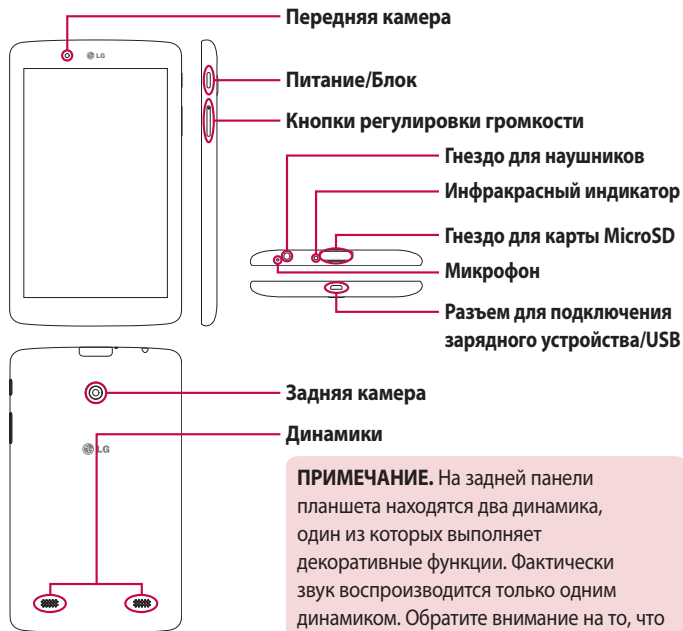 Передняя камера
LG
Питание/Блок
Кнопки регулировки громкости
Гнездо для наушников
Инфракрасный индикатор
Гнездо для карты MicroSD
Микрофон
Разъем для подключения
зарядного устройства/USB
Задняя камера
Динамики
LG
ПРИМЕЧАНИЕ. На задней панели
планшета находятся два динамика,
один из которых выполняет
декоративные функции. Фактически
звук воспроизводится только одним
динамиком. Обратите внимание на то, что